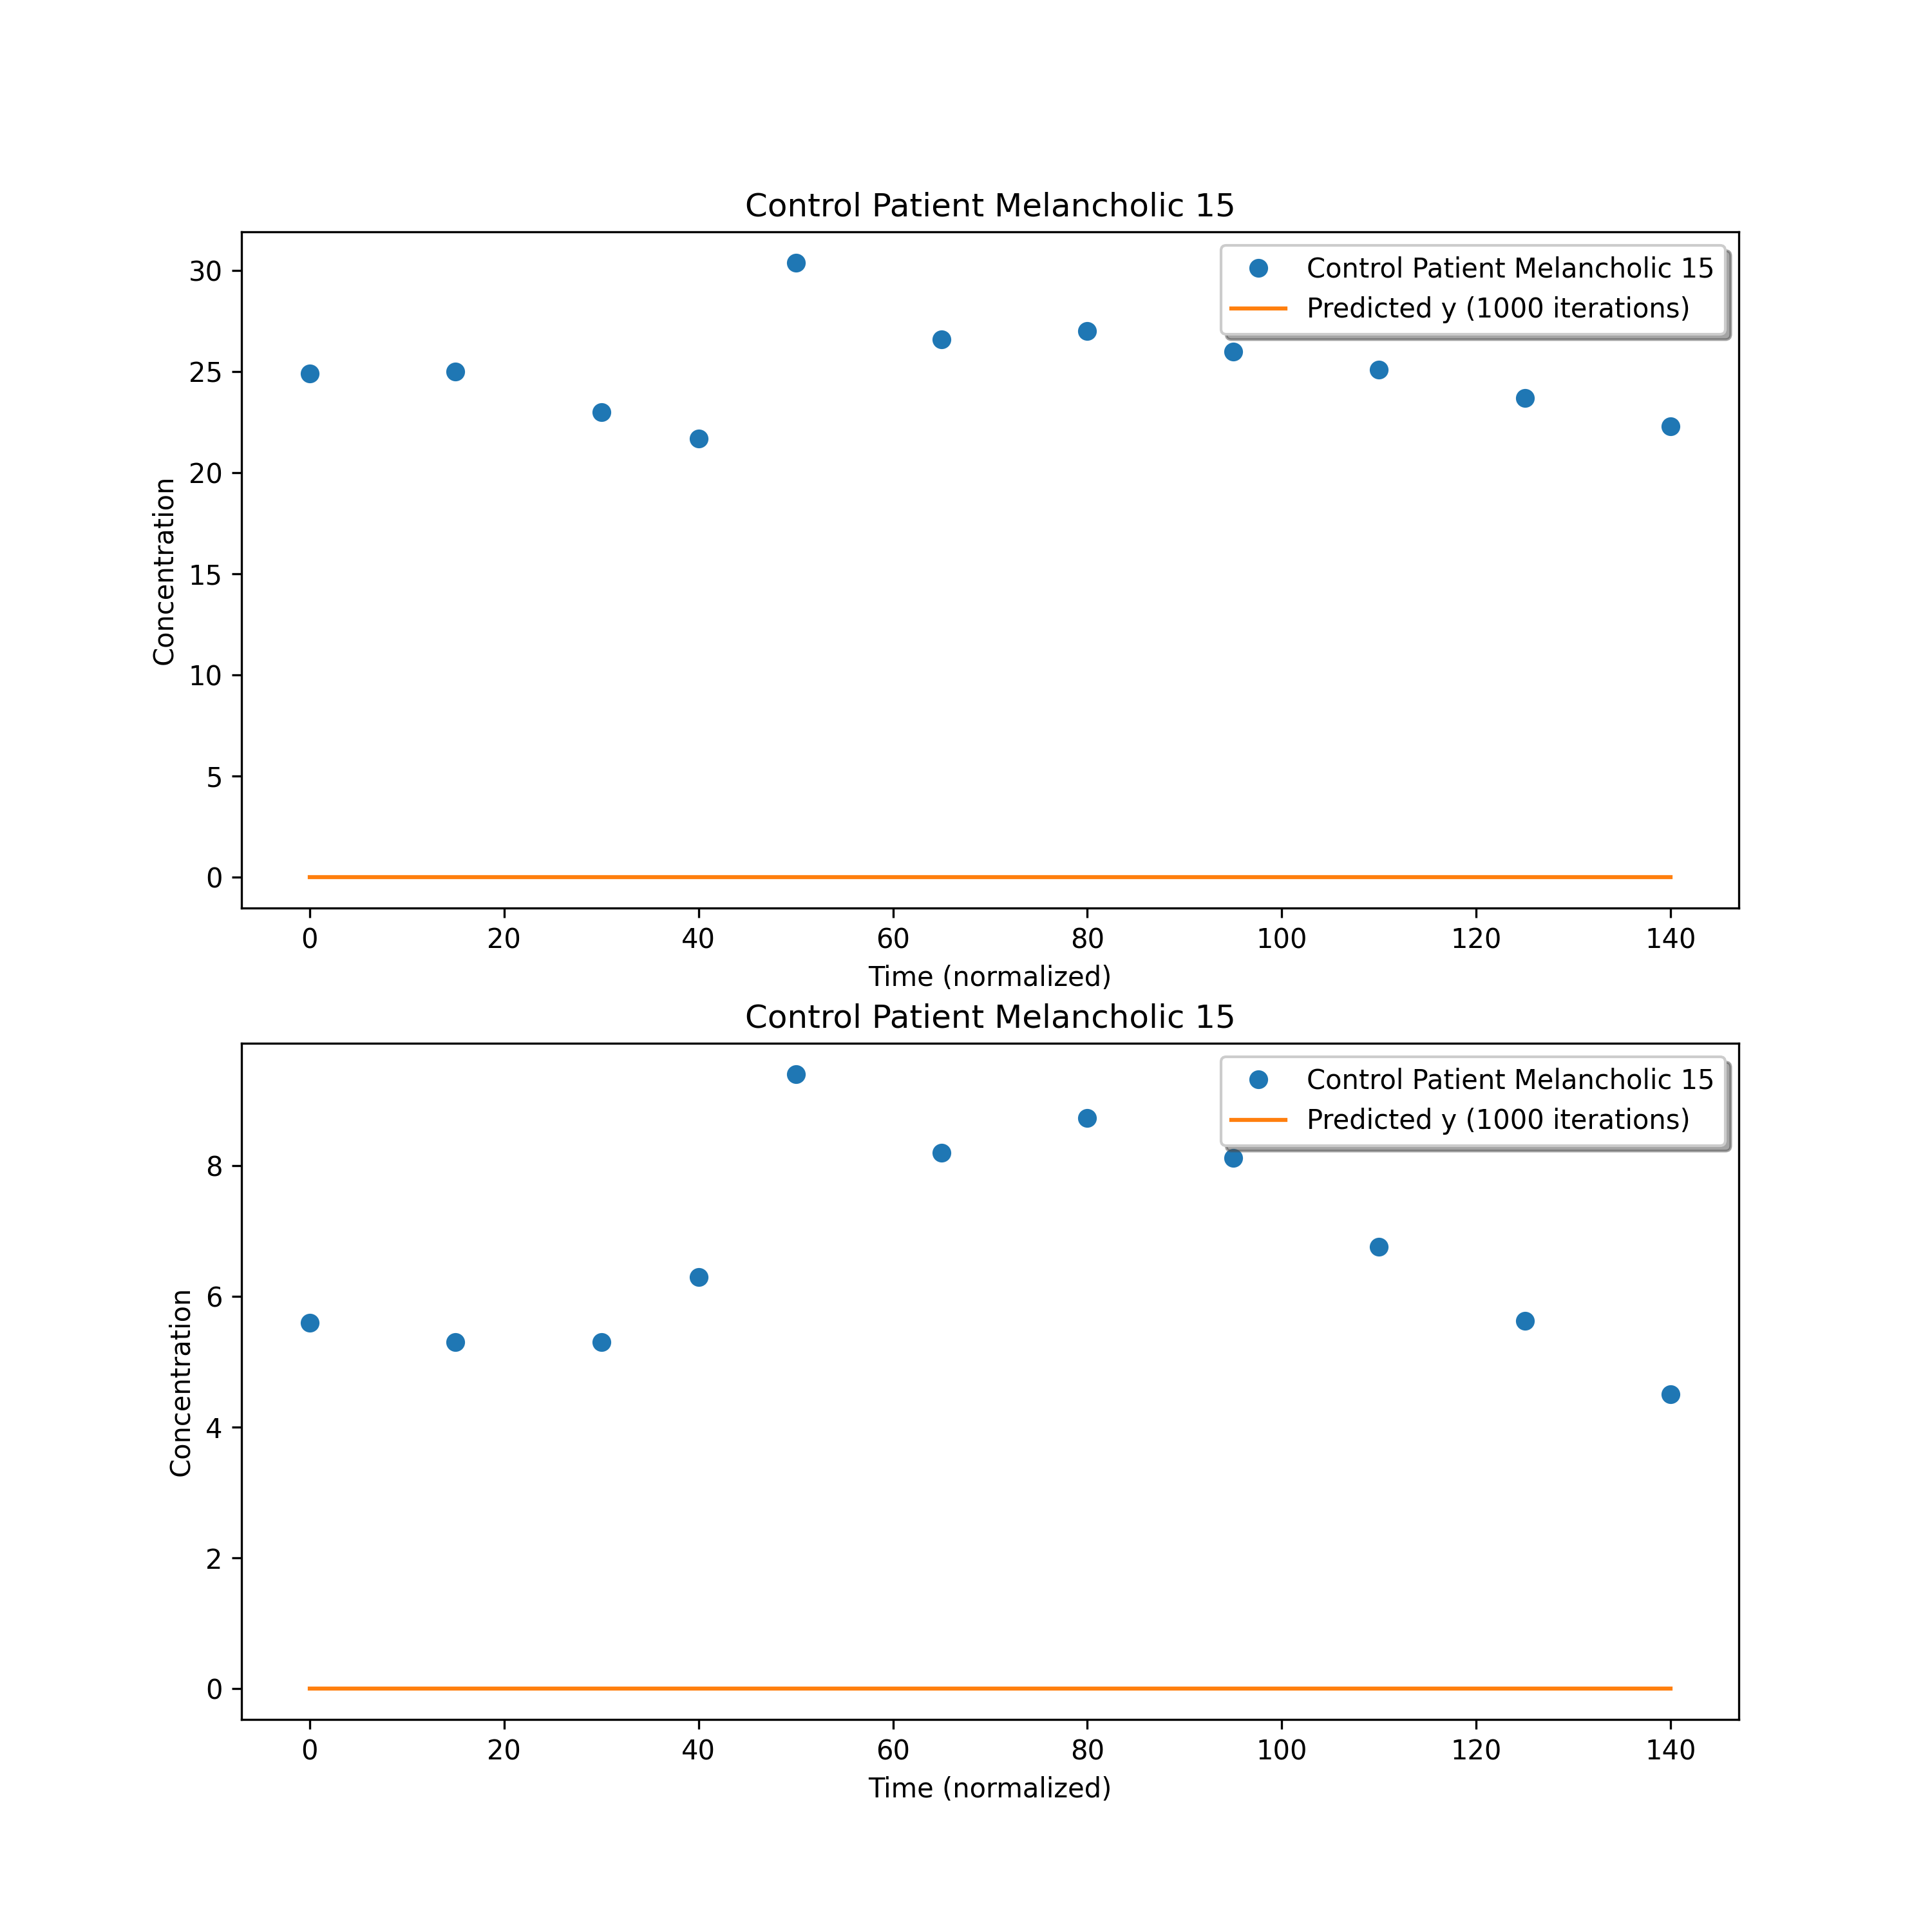 Control Patient Melancholic 15
Control Patient Melancholic 15
Predicted y (1000 iterations)
30
25
20
15
10
5
0
Concentration
0 20 40 60 80 100 120 140
Time (normalized)
Control Patient Melancholic 15
Control Patient Melancholic 15
Predicted y (1000 iterations)
8
6
4
2
0
Concentration
0 20 40 60 80 100 120 140
Time (normalized)